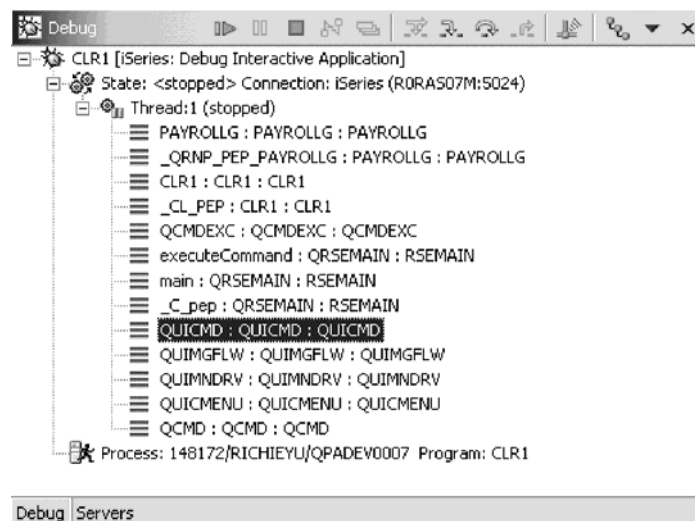 Debug
CLR1 [iSeries: Debug Interactive Application]
State: <stopped> Connection: iSeries (R0RAS07M:5024)
Thread:1 (stopped)
PAYROLLG : PAYROLLG : PAYROLLG
_QRNP_PEP_PAYROLLG : PAYROLLG : PAYROLLG
CLR1 : CLR1 : CLR1
_CL_PEP : CLR1 : CLR1
QCMDEXC : QCMDEXC : QCMDEXC
executeCommand : QRSEMAIN : RSEMAIN
main : QRSEMAIN : RSEMAIN
_C_pep : QRSEMAIN : RSEMAIN
QUICMD : QUICMD : QUICMD
QUIMGFLW : QUIMGFLW : QUIMGFLW
QUIMNDRV : QUIMNDRV : QUIMNDRV
QUICMENU : QUICMENU : QUICMENU
QCMD : QCMD : QCMD
Process: 148172/RICHIEYU/QPADEV0007 Program: CLR1
Debug Servers